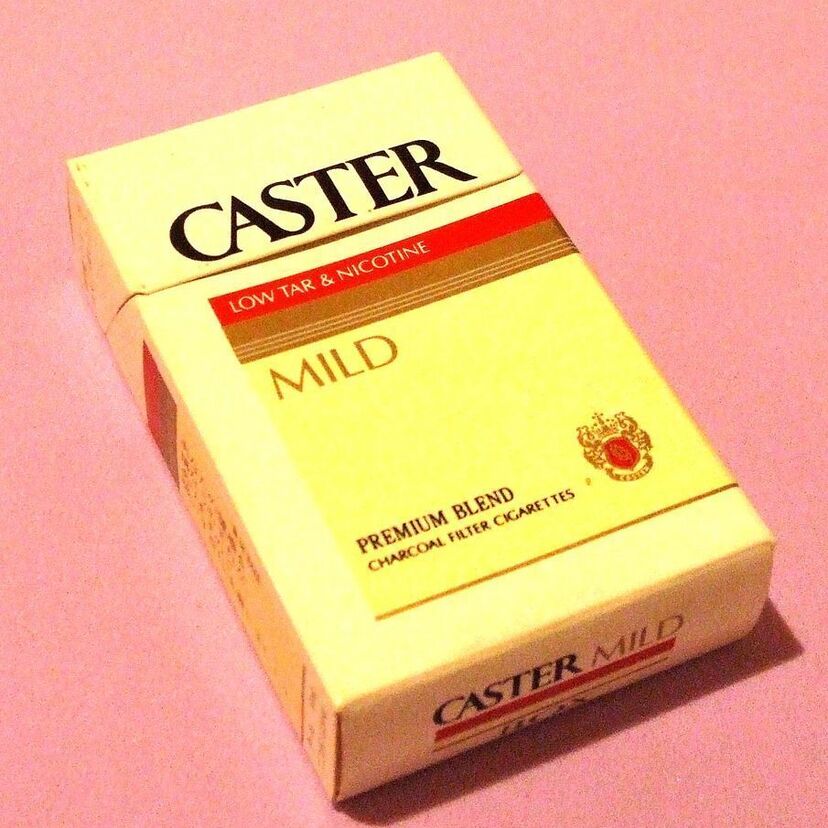 CASTER
LOW TAR & NICOTINE
MILD
PREMIUM BLEND
CHARCOAL FILTER CIGARETTES
CASTER MILD